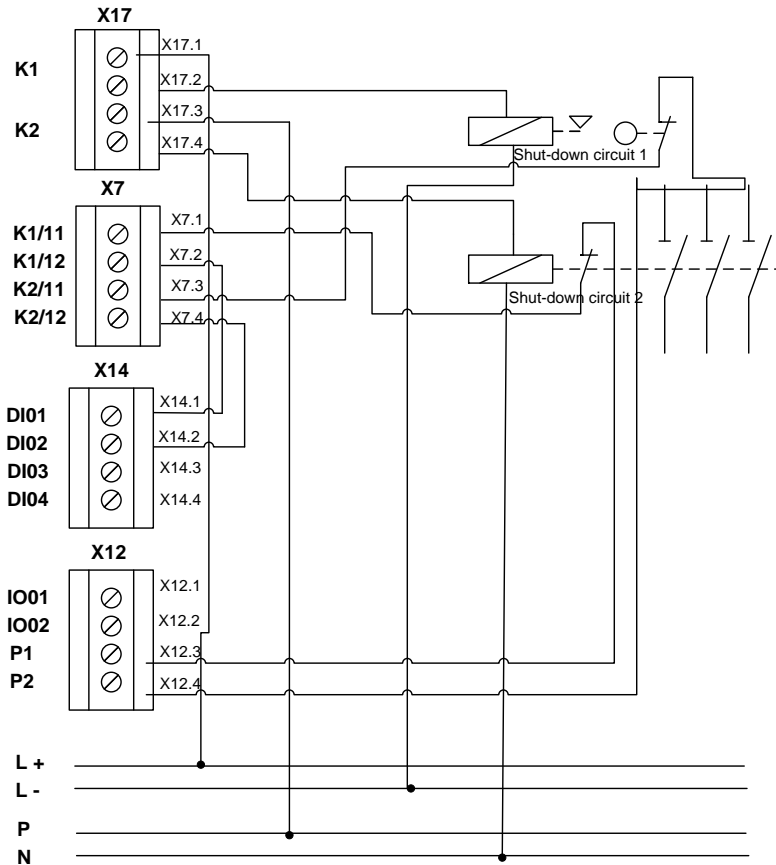 X17
X17.1
K1
X17.2
X17.3
K2
X17.4
Shut-down circuit 1
X7
K1/11
X7.1
K1/12
X7.2
K2/11
X7.3
K2/12
X7.4
Shut-down circuit 2
X14
DI01
X14.1
DI02
X14.2
DI03
X14.3
DI04
X14.4
X12
IO01
X12.1
IO02
X12.2
P1
X12.3
P2
X12.4
L +
L -
P
N